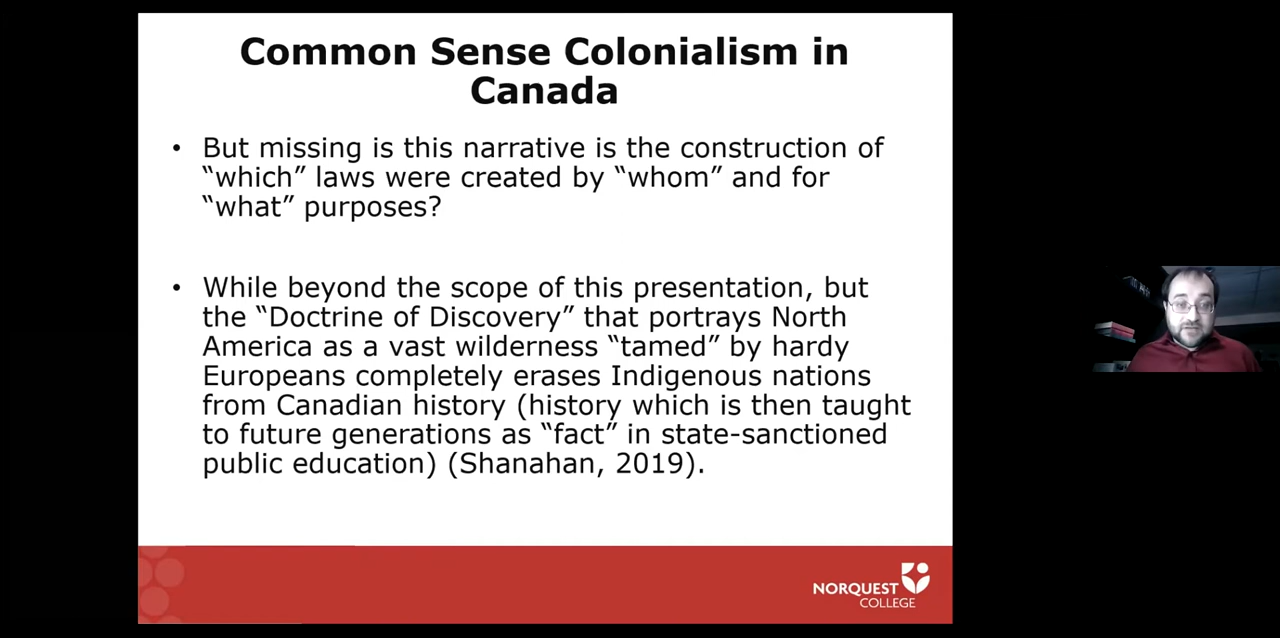 Common Sense Colonialism in
Canada
• But missing is this narrative is the construction of
“which” laws were created by “whom” and for
“what” purposes?
• While beyond the scope of this presentation, but
the “Doctrine of Discovery” that portrays North
America as a vast wilderness “tamed” by hardy
Europeans completely erases Indigenous nations
from Canadian history (history which is then taught
to future generations as “fact” in state-sanctioned
public education) (Shanahan, 2019).
NORQUEST
COLLEGE